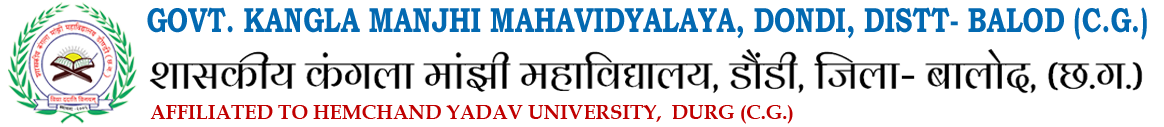 GOVT. KANGLA MANJHI MAHAVIDYALAYA, DONDI, DISTT- BALOD (C.G.)
शासकीय कंगला मांझी महाविद्यालय, डौंडी, जिला- बालोद, (छ.ग.)
AFFILIATED TO HEMCHAND YADAV UNIVERSITY, DURG (C.G.)